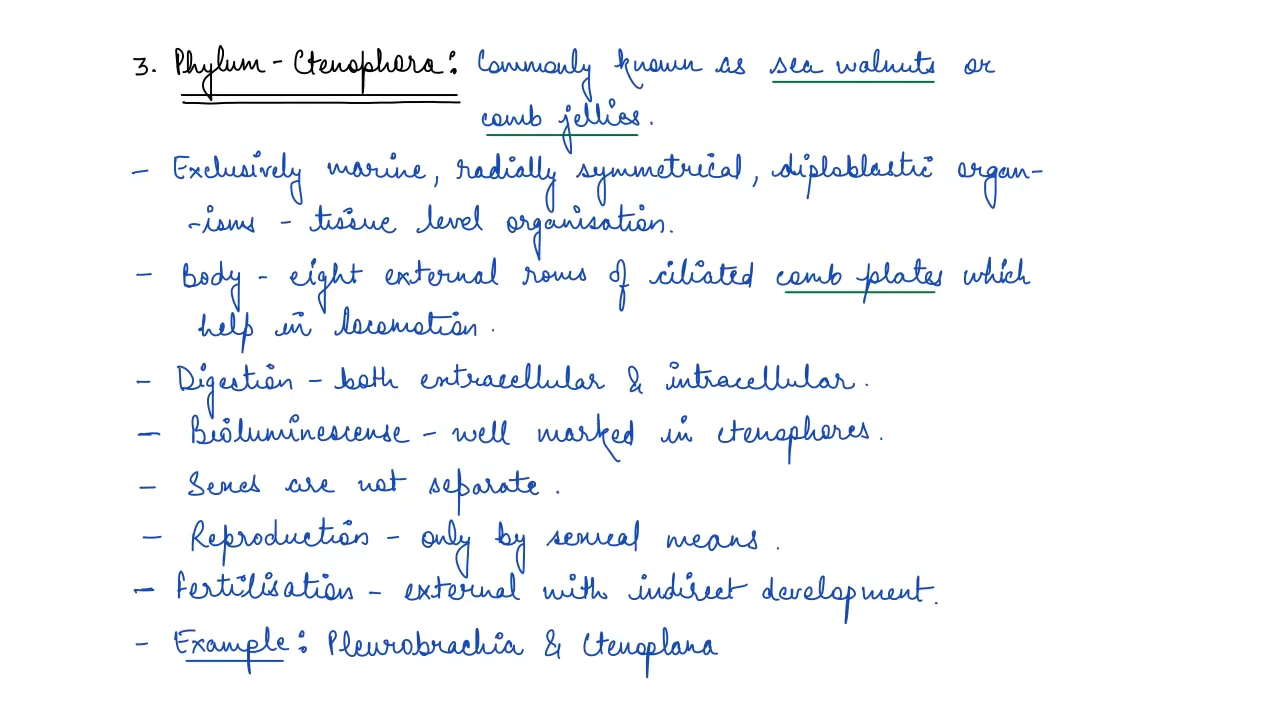 3. Phylum - Ctenophora: Commonly known as sea walnuts or
comb jellies.
- Exclusively marine, radially symmetrical, diploblastic organ-
-isms - tissue level organisation.
- Body - eight external rows of ciliated comb plates which
help in locomotion.
- Digestion - both extracellular & intracellular.
- Bioluminescense - well marked in ctenophores.
- Sexes are not separate.
- Reproduction - only by sexual means.
- Fertilisation - external with indirect development.
- Example: Pleurobrachia & Ctenoplana